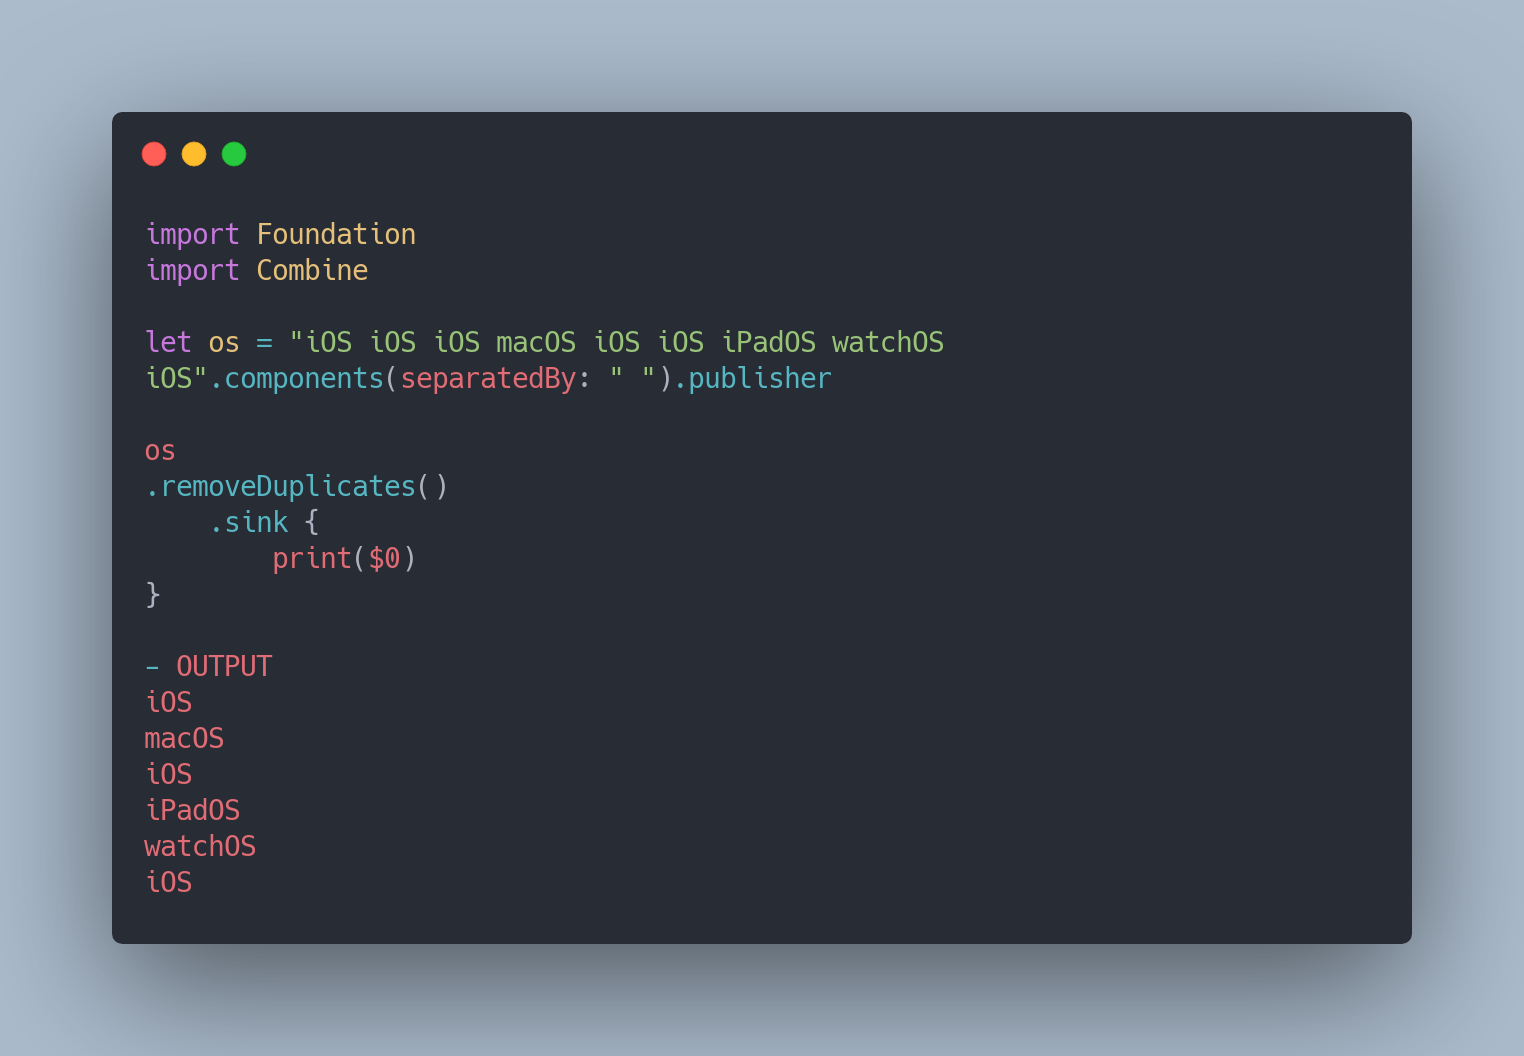 import Foundation
import Combine

let os = "iOS iOS iOS macOS iOS iOS iPadOS watchOS
iOS".components(separatedBy: " ").publisher

os
.removeDuplicates()
    .sink {
        print($0)
}

- OUTPUT
iOS
macOS
iOS
iPadOS
watchOS
iOS